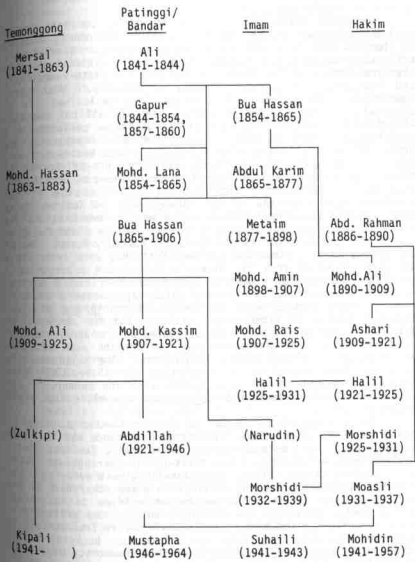 Patinggi/
Temonggong Bandar Imam Hakim
Mersal Ali
(1841-1863) (1841-1844)
Gapur Bua Hassan
(1844-1854, (1854-1865)
1857-1860)
Mohd. Hassan Mohd. Lana Abdul Karim
(1863-1883) (1854-1865) (1865-1877)
Bua Hassan Metaim Abd. Rahman
(1865-1906) (1877-1898) (1886-1890)
Mohd. Amin Mohd.Ali
(1898-1907) (1890-1909)
Mohd. Ali Mohd. Kassim Mohd. Rais Ashari
(1909-1925) (1907-1921) (1907-1925) (1909-1921)
Halil Halil
(1925-1931) (1921-1925)
(Zulkipi) Abdillah (Narudin) Morshidi
(1921-1946) (1925-1931)
Morshidi Moasli
(1932-1939) (1931-1937)
Kipali Mustapha Suhaili Mohidin
(1941- ) (1946-1964) (1941-1943) (1941-1957)